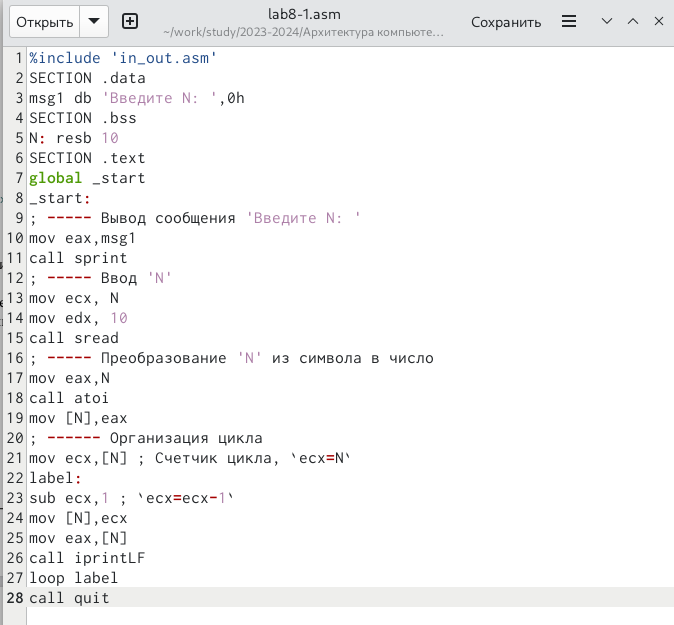 Открыть
lab8-1.asm
~/work/study/2023-2024/Архитектура компьюте…
Сохранить
1 %include 'in_out.asm'
2 SECTION .data
3 msg1 db 'Введите N: ',0h
4 SECTION .bss
5 N: resb 10
6 SECTION .text
7 global _start
8 _start:
9 ; ----- Вывод сообщения 'Введите N: '
10 mov eax,msg1
11 call sprint
12 ; ----- Ввод 'N'
13 mov ecx, N
14 mov edx, 10
15 call sread
16 ; ----- Преобразование 'N' из символа в число
17 mov eax,N
18 call atoi
19 mov [N],eax
20 ; ------ Организация цикла
21 mov ecx,[N] ; Счетчик цикла, `ecx=N`
22 label:
23 sub ecx,1 ; `ecx=ecx-1`
24 mov [N],ecx
25 mov eax,[N]
26 call iprintLF
27 loop label
28 call quit